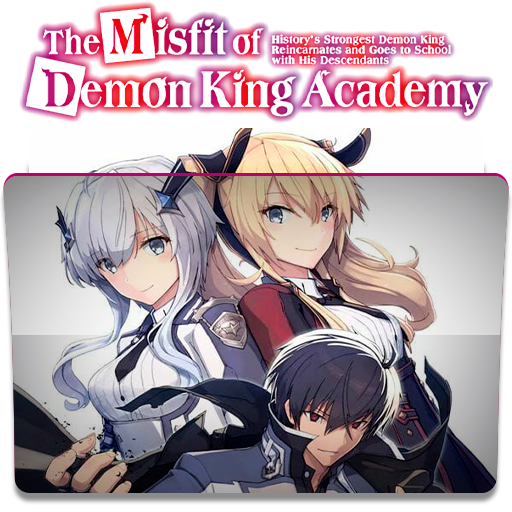 The Misfit of
History's Strongest Demon King
Reincarnates and Goes to School
with His Descendants
Demon King Academy